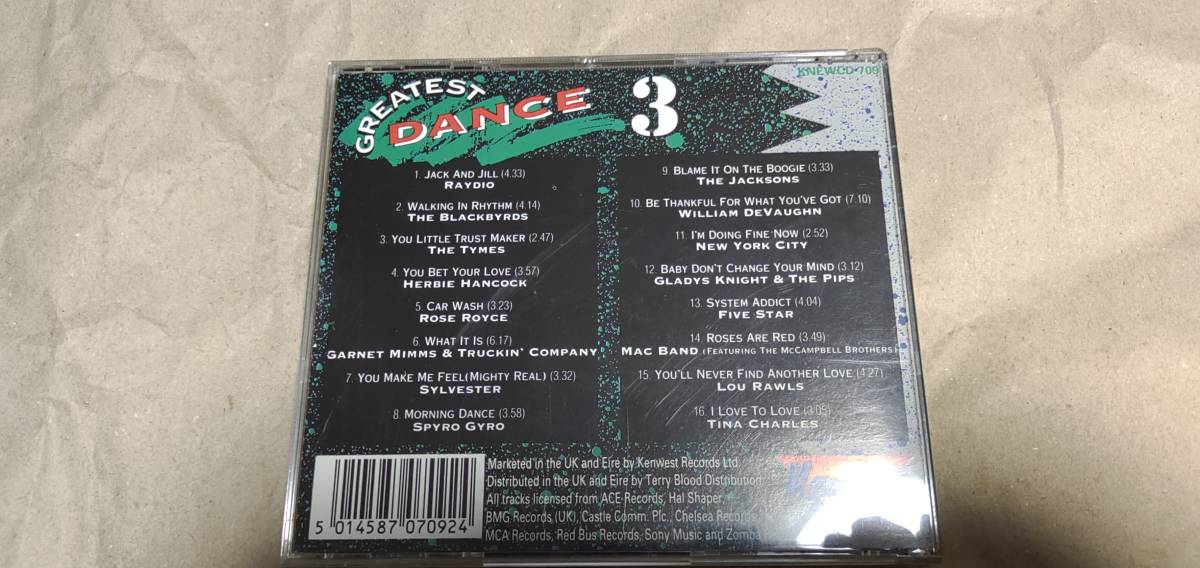 GREATEST
DANCE 3
KNEWCD 709
1. JACK AND JILL (4.33)
RAYDIO
2. WALKING IN RHYTHM (4.14)
THE BLACKBYRDS
3. YOU LITTLE TRUST MAKER (2.47)
THE TYMES
4. YOU BET YOUR LOVE (3.57)
HERBIE HANCOCK
5. CAR WASH (3.23)
ROSE ROYCE
6. WHAT IT IS (6.17)
GARNET MIMMS & TRUCKIN' COMPANY
7. YOU MAKE ME FEEL(MIGHTY REAL) (3.32)
SYLVESTER
8. MORNING DANCE (3.58)
SPYRO GYRO
9. BLAME IT ON THE BOOGIE (3.33)
THE JACKSONS
10. BE THANKFUL FOR WHAT YOU'VE GOT (7.10)
WILLIAM DEVAUGHN
11. I'M DOING FINE NOW (2.52)
NEW YORK CITY
12. BABY DON'T CHANGE YOUR MIND (3.12)
GLADYS KNIGHT & THE PIPS
13. SYSTEM ADDICT (4.04)
FIVE STAR
14. ROSES ARE RED (3.49)
MAC BAND (FEATURING THE MCCAMPBELL BROTHERS)
15. YOU'LL NEVER FIND ANOTHER LOVE (4.27)
LOU RAWLS
16. I LOVE TO LOVE (3.05)
TINA CHARLES
Marketed in the UK and Eire by Kenwest Records Ltd
Distributed in the UK and Eire by Terry Blood Distribution
All tracks licensed from ACE Records, Hal Shaper,
BMG Records (UK), Castle Comm. Plc., Chelsea Records
MCA Records, Red Bus Records, Sony Music and Zomba
5 014587 070924